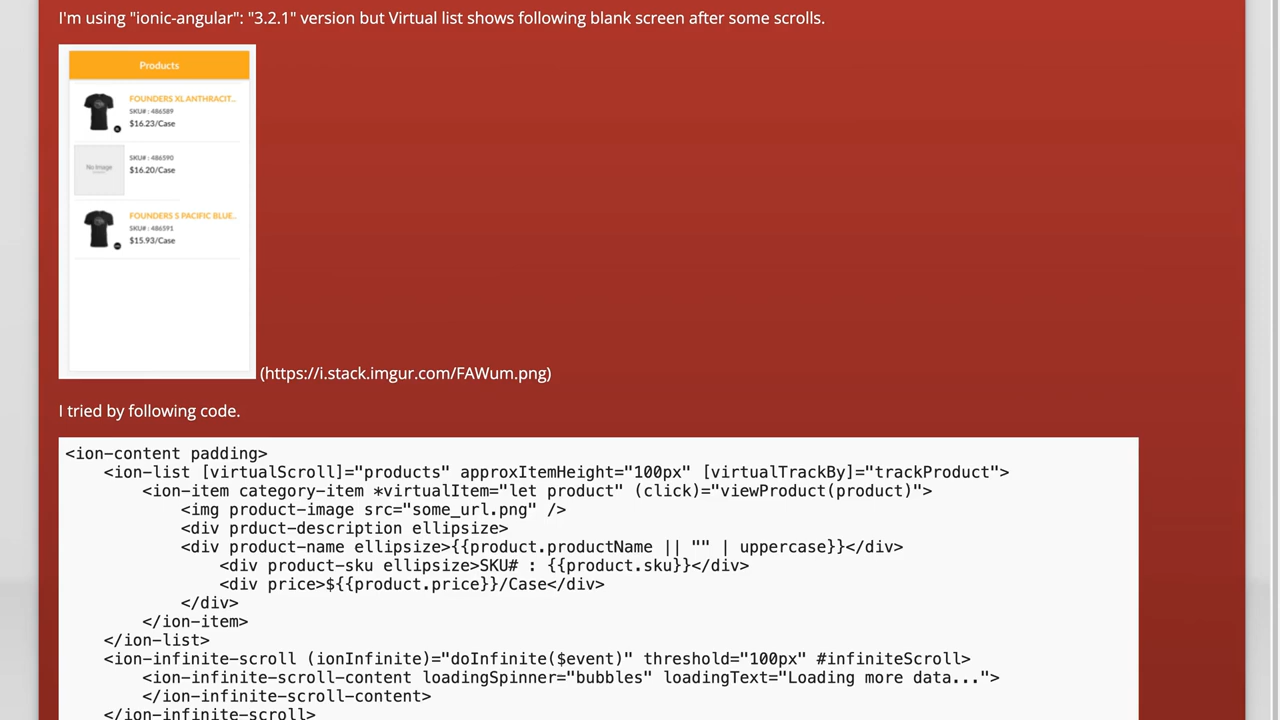 I'm using "ionic-angular": "3.2.1" version but Virtual list shows following blank screen after some scrolls.
Products
FOUNDERS XL ANTHRACIT...
SKU# : 486589
$16.23/Case
No Image
SKU# : 486590
$16.20/Case
FOUNDERS S PACIFIC BLUE...
SKU# : 486591
$15.93/Case
(https://i.stack.imgur.com/FAWum.png)
I tried by following code.
<ion-content padding>
    <ion-list [virtualScroll]="products" approxItemHeight="100px" [virtualTrackBy]="trackProduct">
        <ion-item category-item *virtualItem="let product" (click)="viewProduct(product)">
            <img product-image src="some_url.png" />
            <div prduct-description ellipsize>
            <div product-name ellipsize>{{product.productName || "" | uppercase}}</div>
                <div product-sku ellipsize>SKU# : {{product.sku}}</div>
                <div price>${{product.price}}/Case</div>
            </div>
        </ion-item>
    </ion-list>
    <ion-infinite-scroll (ionInfinite)="doInfinite($event)" threshold="100px" #infiniteScroll>
        <ion-infinite-scroll-content loadingSpinner="bubbles" loadingText="Loading more data...">
        </ion-infinite-scroll-content>
    </ion-infinite-scroll>